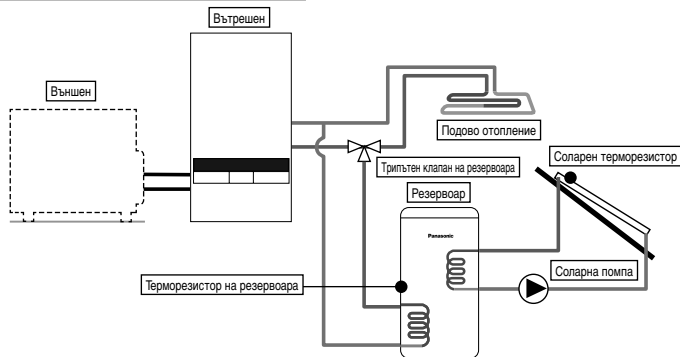 Вътрешен
Външен
Подово отопление
Соларен терморезистор
Трипътен клапан на резервоара
Резервоар
Panasonic
Соларна помпа
Терморезистор на резервоара